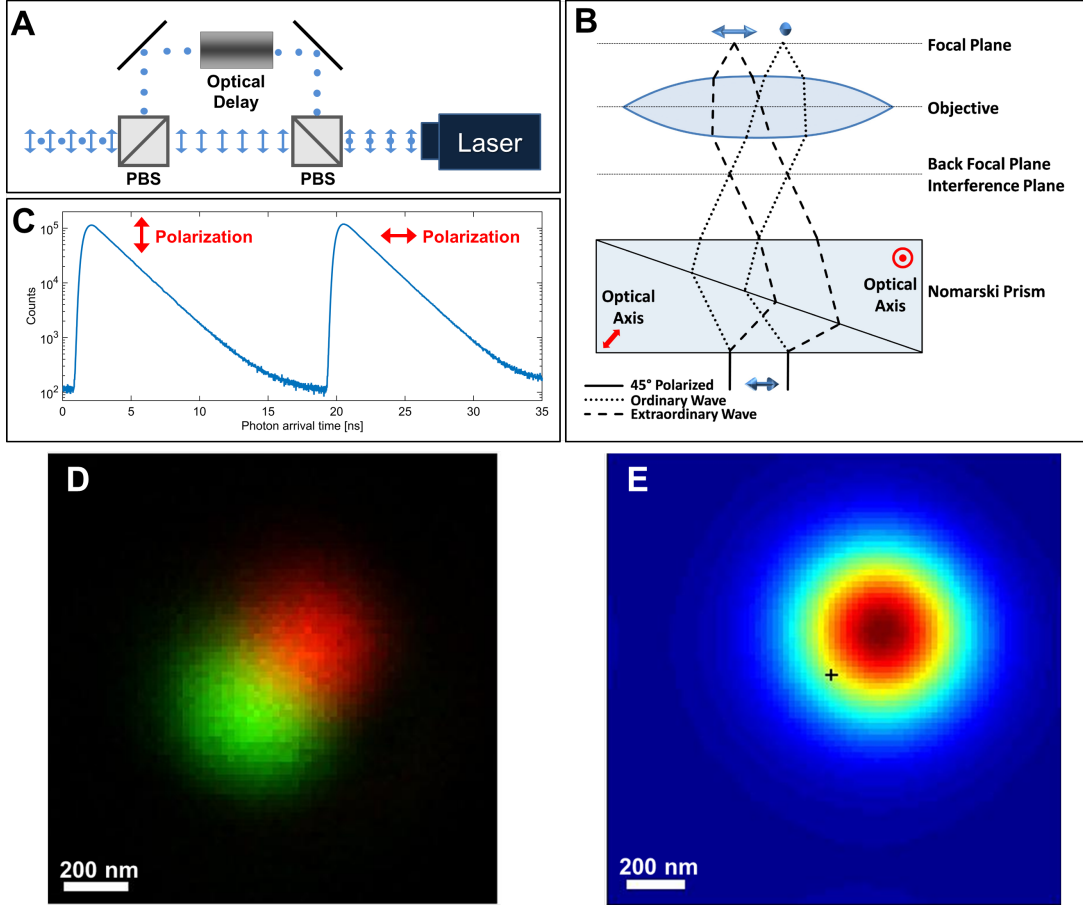 A
Optical
Delay
Laser
PBS
PBS
B
Focal Plane
Objective
Back Focal Plane
Interference Plane
Optical
Axis
Optical
Axis
Nomarski Prism
45° Polarized
Ordinary Wave
Extraordinary Wave
C
Polarization
Polarization
Counts
10^5
10^4
10^3
10^2
0 5 10 15 20 25 30 35
Photon arrival time [ns]
D
200 nm
E
200 nm